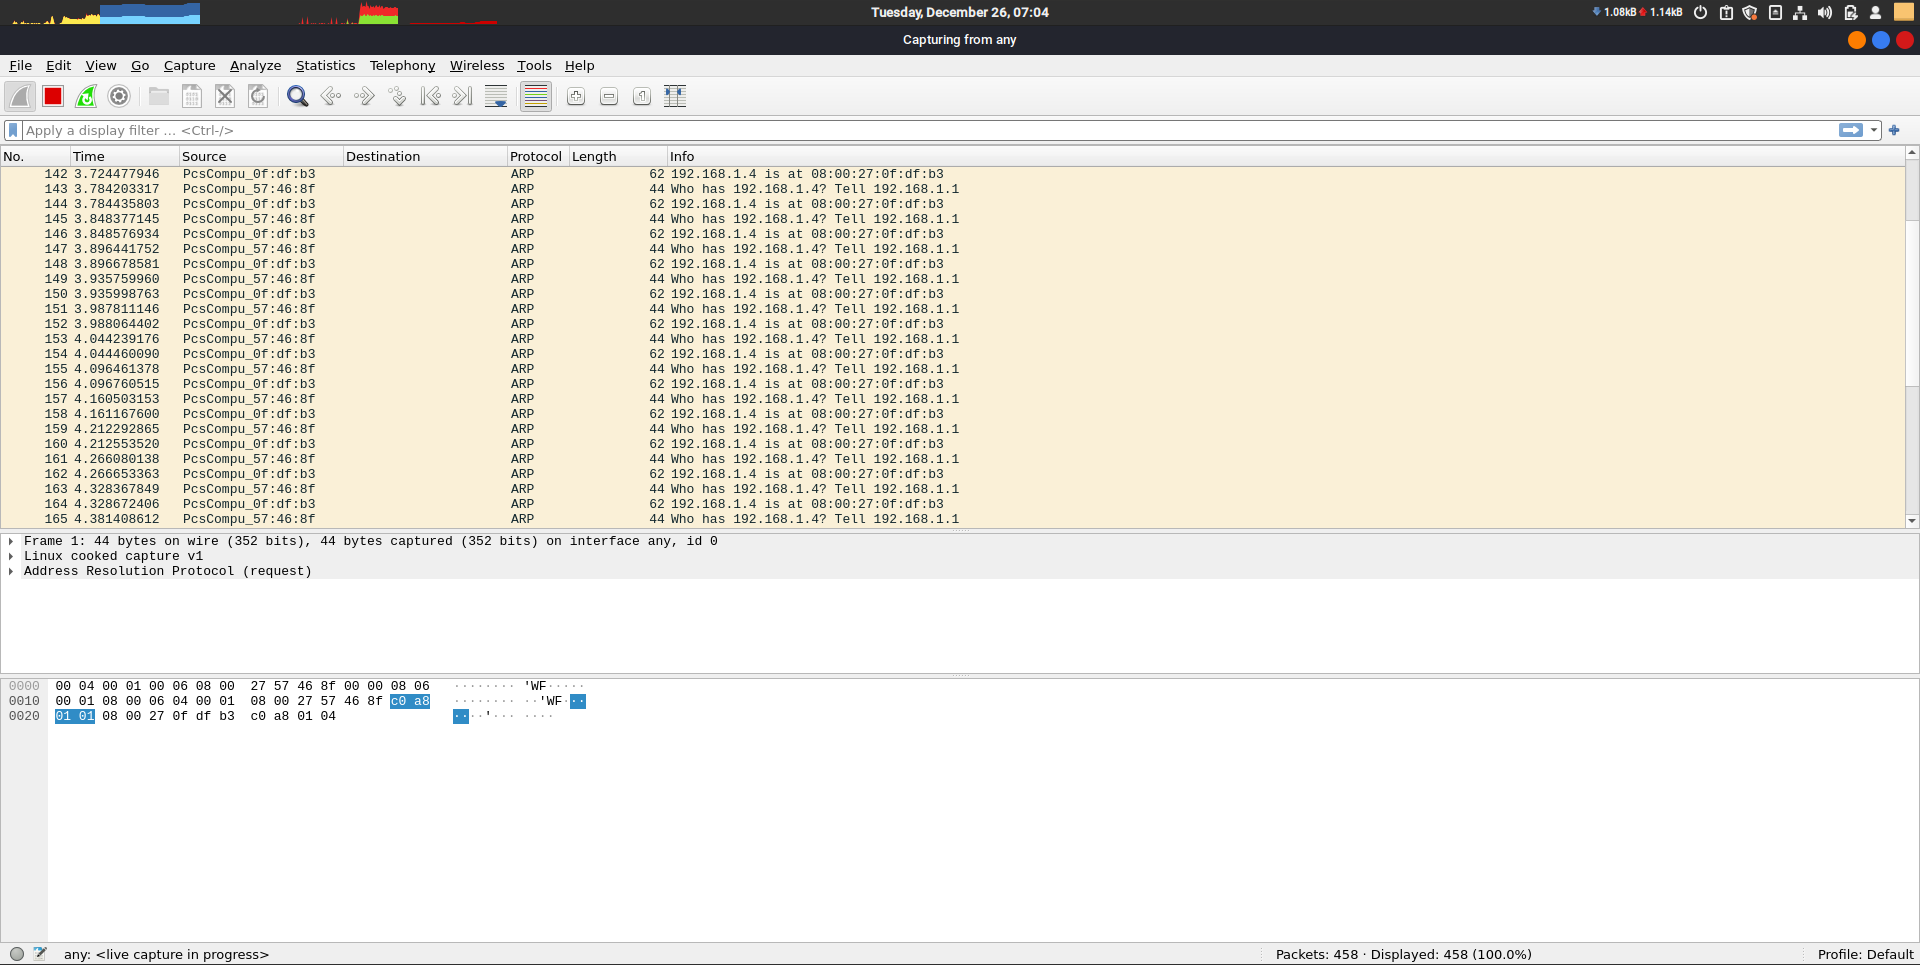 Tuesday, December 26, 07:04 1.08kB 1.14kB
Capturing from any
File Edit View Go Capture Analyze Statistics Telephony Wireless Tools Help
Apply a display filter ... <Ctrl-/>
No. Time Source Destination Protocol Length Info
142 3.724477946 PcsCompu_0f:df:b3 ARP 62 192.168.1.4 is at 08:00:27:0f:df:b3
143 3.784203317 PcsCompu_57:46:8f ARP 44 Who has 192.168.1.4? Tell 192.168.1.1
144 3.784435803 PcsCompu_0f:df:b3 ARP 62 192.168.1.4 is at 08:00:27:0f:df:b3
145 3.848377145 PcsCompu_57:46:8f ARP 44 Who has 192.168.1.4? Tell 192.168.1.1
146 3.848576934 PcsCompu_0f:df:b3 ARP 62 192.168.1.4 is at 08:00:27:0f:df:b3
147 3.896441752 PcsCompu_57:46:8f ARP 44 Who has 192.168.1.4? Tell 192.168.1.1
148 3.896678581 PcsCompu_0f:df:b3 ARP 62 192.168.1.4 is at 08:00:27:0f:df:b3
149 3.935759960 PcsCompu_57:46:8f ARP 44 Who has 192.168.1.4? Tell 192.168.1.1
150 3.935998763 PcsCompu_0f:df:b3 ARP 62 192.168.1.4 is at 08:00:27:0f:df:b3
151 3.987811146 PcsCompu_57:46:8f ARP 44 Who has 192.168.1.4? Tell 192.168.1.1
152 3.988064402 PcsCompu_0f:df:b3 ARP 62 192.168.1.4 is at 08:00:27:0f:df:b3
153 4.044239176 PcsCompu_57:46:8f ARP 44 Who has 192.168.1.4? Tell 192.168.1.1
154 4.044460090 PcsCompu_0f:df:b3 ARP 62 192.168.1.4 is at 08:00:27:0f:df:b3
155 4.096461378 PcsCompu_57:46:8f ARP 44 Who has 192.168.1.4? Tell 192.168.1.1
156 4.096760515 PcsCompu_0f:df:b3 ARP 62 192.168.1.4 is at 08:00:27:0f:df:b3
157 4.160503153 PcsCompu_57:46:8f ARP 44 Who has 192.168.1.4? Tell 192.168.1.1
158 4.161167600 PcsCompu_0f:df:b3 ARP 62 192.168.1.4 is at 08:00:27:0f:df:b3
159 4.212292865 PcsCompu_57:46:8f ARP 44 Who has 192.168.1.4? Tell 192.168.1.1
160 4.212553520 PcsCompu_0f:df:b3 ARP 62 192.168.1.4 is at 08:00:27:0f:df:b3
161 4.266080138 PcsCompu_57:46:8f ARP 44 Who has 192.168.1.4? Tell 192.168.1.1
162 4.266653363 PcsCompu_0f:df:b3 ARP 62 192.168.1.4 is at 08:00:27:0f:df:b3
163 4.328367849 PcsCompu_57:46:8f ARP 44 Who has 192.168.1.4? Tell 192.168.1.1
164 4.328672406 PcsCompu_0f:df:b3 ARP 62 192.168.1.4 is at 08:00:27:0f:df:b3
165 4.381408612 PcsCompu_57:46:8f ARP 44 Who has 192.168.1.4? Tell 192.168.1.1
Frame 1: 44 bytes on wire (352 bits), 44 bytes captured (352 bits) on interface any, id 0
Linux cooked capture v1
Address Resolution Protocol (request)
0000 00 04 00 01 00 06 08 00 27 57 46 8f 00 00 08 06 ········ 'WF·····
0010 00 01 08 00 06 04 00 01 08 00 27 57 46 8f c0 a8 ········ ··'WF···
0020 01 01 08 00 27 0f df b3 c0 a8 01 04 ····'··· ····
any: <live capture in progress> Packets: 458 · Displayed: 458 (100.0%) Profile: Default